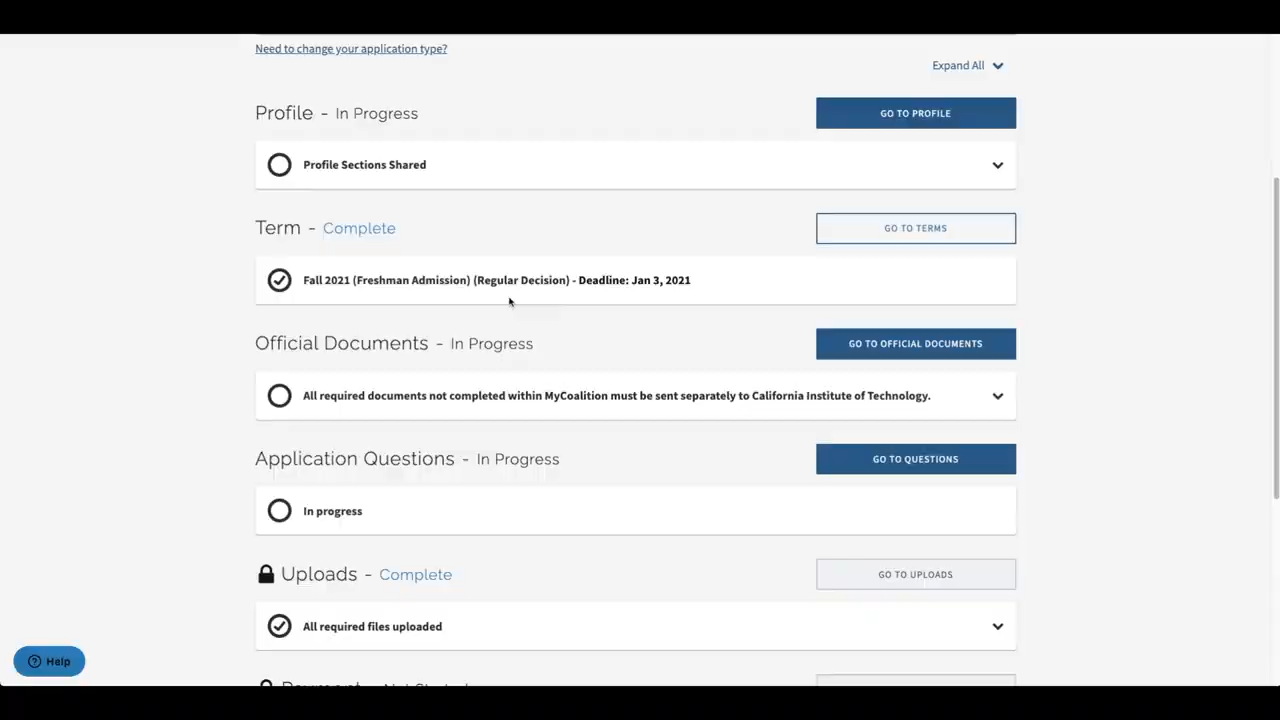 Need to change your application type?
Expand All
Profile - In Progress
GO TO PROFILE
Profile Sections Shared
Term - Complete
GO TO TERMS
Fall 2021 (Freshman Admission) (Regular Decision) - Deadline: Jan 3, 2021
Official Documents - In Progress
GO TO OFFICIAL DOCUMENTS
All required documents not completed within MyCoalition must be sent separately to California Institute of Technology.
Application Questions - In Progress
GO TO QUESTIONS
In progress
Uploads - Complete
GO TO UPLOADS
All required files uploaded
Help